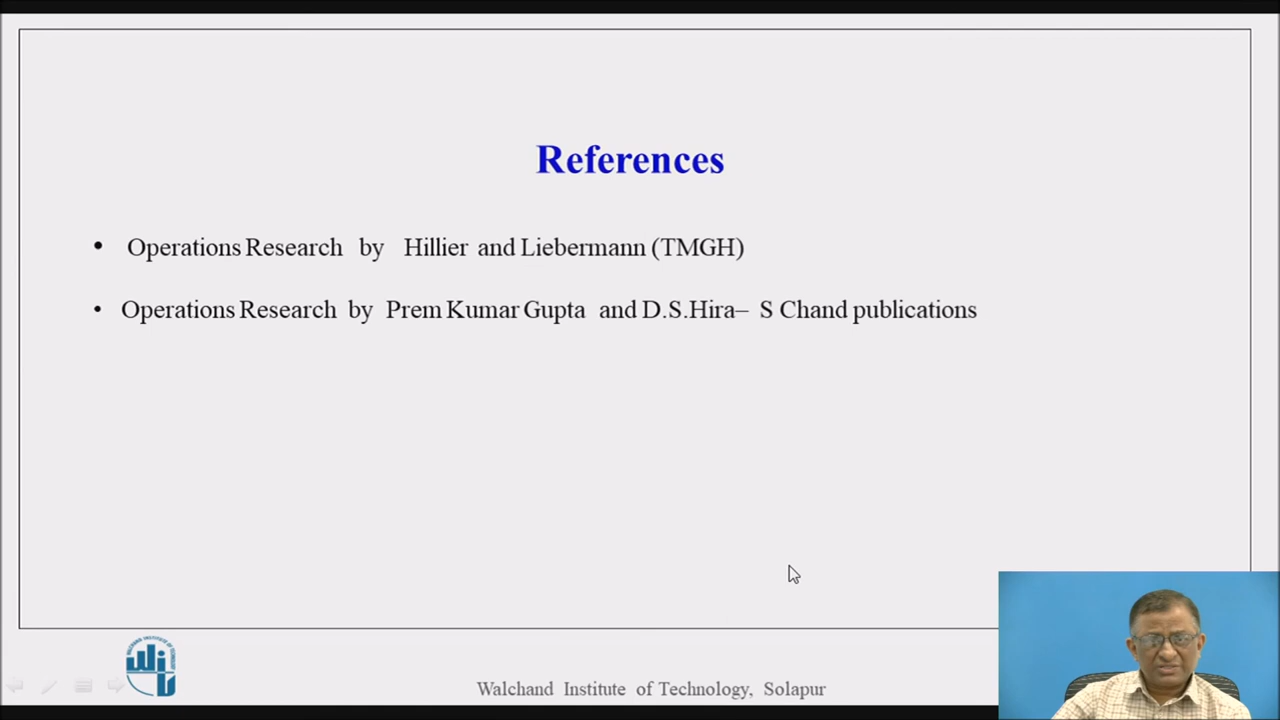 References
• Operations Research by Hillier and Liebermann (TMGH)
• Operations Research by Prem Kumar Gupta and D.S.Hira– S Chand publications
Walchand Institute of Technology, Solapur